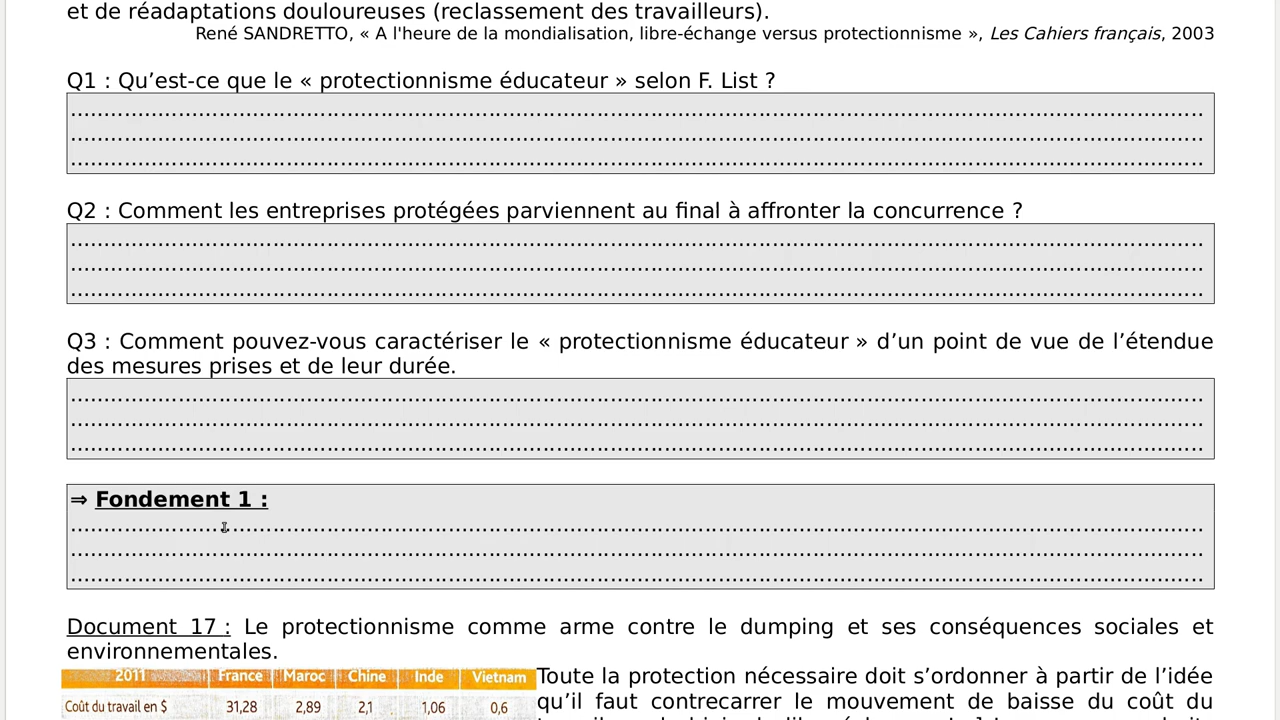 et de réadaptations douloureuses (reclassement des travailleurs).
René SANDRETTO, « A l'heure de la mondialisation, libre-échange versus protectionnisme », Les Cahiers français, 2003
Q1 : Qu’est-ce que le « protectionnisme éducateur » selon F. List ?
Q2 : Comment les entreprises protégées parviennent au final à affronter la concurrence ?
Q3 : Comment pouvez-vous caractériser le « protectionnisme éducateur » d’un point de vue de l’étendue
des mesures prises et de leur durée.
⇒ Fondement 1 :
Document 17 : Le protectionnisme comme arme contre le dumping et ses conséquences sociales et
environnementales.
2011 France Maroc Chine Inde Vietnam
Coût du travail en $ 31,28 2,89 2,1 1,06 0,6
Toute la protection nécessaire doit s’ordonner à partir de l’idée
qu’il faut contrecarrer le mouvement de baisse du coût du